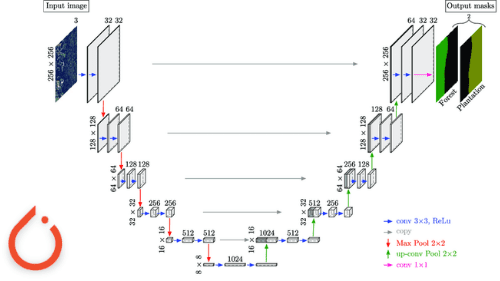 Input image
Output masks
3
32 32
256 × 256
64 32
256 × 256
2
Forest
Plantation
64 64
128 × 128
128 64
128 × 128
128 128
64 × 64
256 128
64 × 64
256 256
32
512 256
32
16 × 16
512 512
16 × 16
1024 512
8 × 8
1024
conv 3×3, ReLu
copy
Max Pool 2×2
up-conv Pool 2×2
conv 1×1